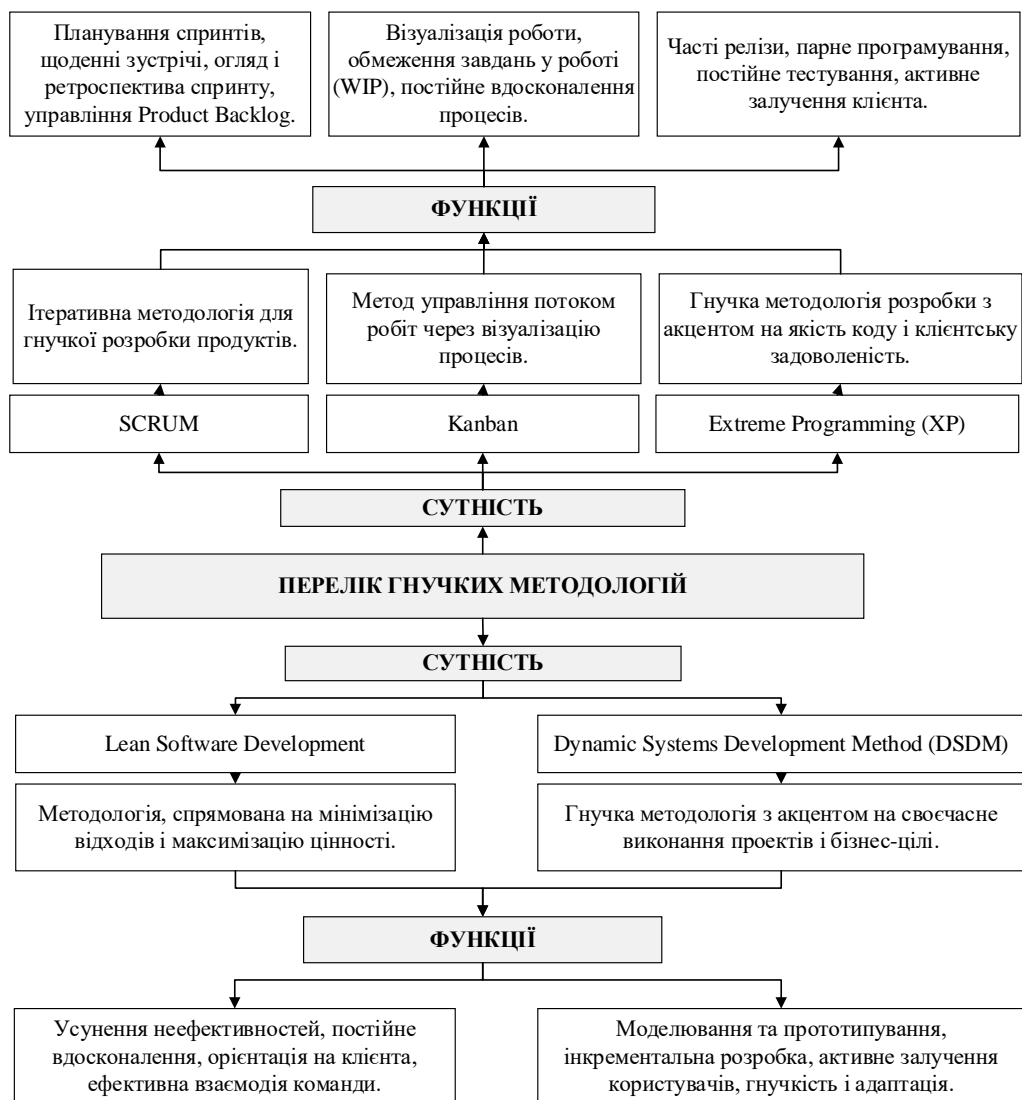 Планування спринтів,
щоденні зустрічі, огляд і
ретроспектива спринту,
управління Product Backlog.
Візуалізація роботи,
обмеження завдань у роботі
(WIP), постійне вдосконалення
процесів.
Часті релізи, парне програмування,
постійне тестування, активне
залучення клієнта.
ФУНКЦІЇ
Ітеративна методологія для
гнучкої розробки продуктів.
Метод управління потоком
робіт через візуалізацію
процесів.
Гнучка методологія розробки з
акцентом на якість коду і клієнтську
задоволеність.
SCRUM
Kanban
Extreme Programming (XP)
СУТНІСТЬ
ПЕРЕЛІК ГНУЧКИХ МЕТОДОЛОГІЙ
СУТНІСТЬ
Lean Software Development
Dynamic Systems Development Method (DSDM)
Методологія, спрямована на мінімізацію
відходів і максимізацію цінності.
Гнучка методологія з акцентом на своєчасне
виконання проектів і бізнес-цілі.
ФУНКЦІЇ
Усунення неефективностей, постійне
вдосконалення, орієнтація на клієнта,
ефективна взаємодія команди.
Моделювання та прототипування,
інкрементальна розробка, активне залучення
користувачів, гнучкість і адаптація.